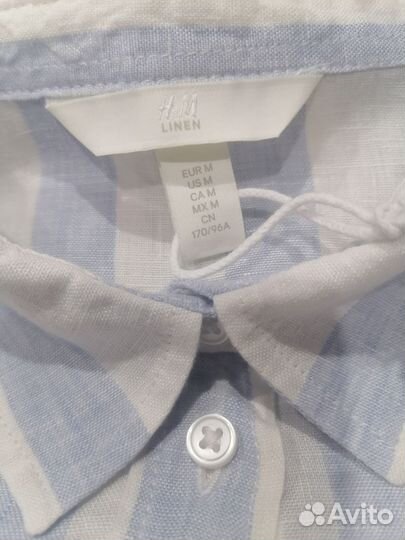 H&M
LINEN
EUR M
US M
CA M
MX M
CN
170/96A
Avito